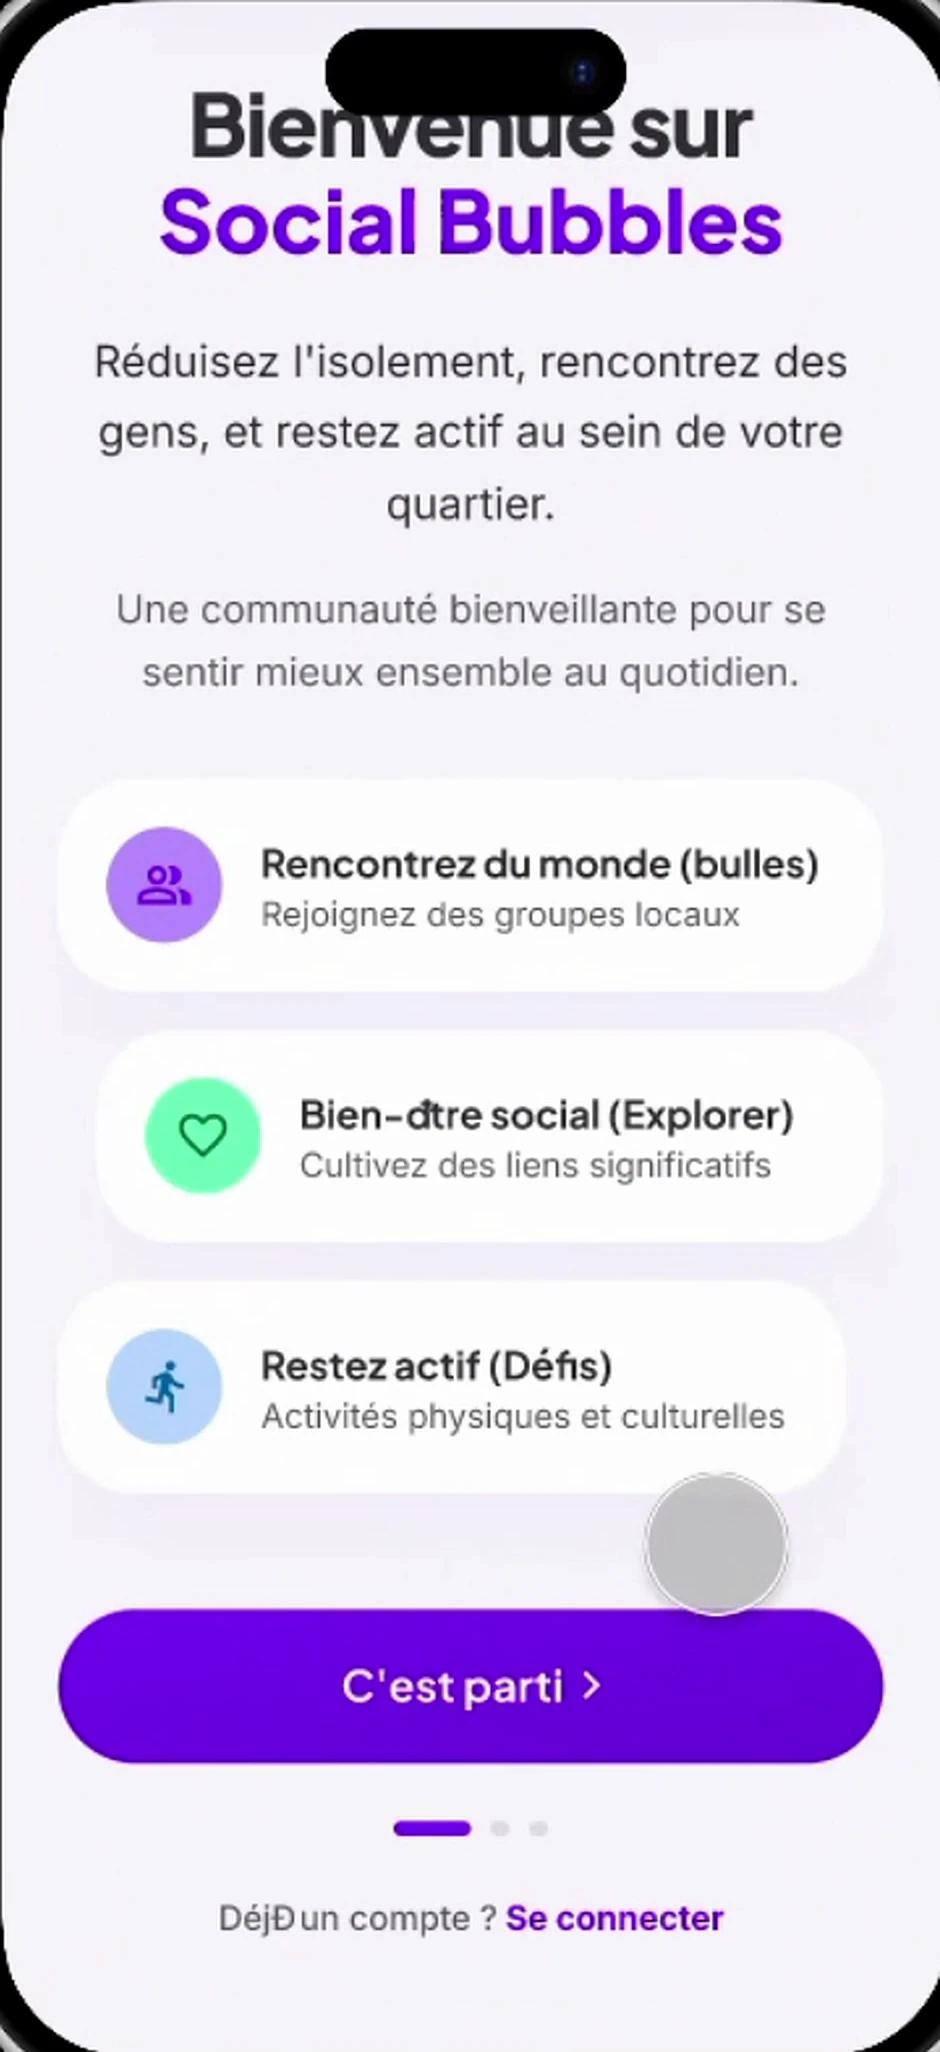 Bienvenue sur
Social Bubbles
Réduisez l'isolement, rencontrez des
gens, et restez actif au sein de votre
quartier.
Une communauté bienveillante pour se
sentir mieux ensemble au quotidien.
Rencontrez du monde (bulles)
Rejoignez des groupes locaux
Bien-đtre social (Explorer)
Cultivez des liens significatifs
Restez actif (Défis)
Activités physiques et culturelles
C'est parti >
DéjĐ un compte ? Se connecter